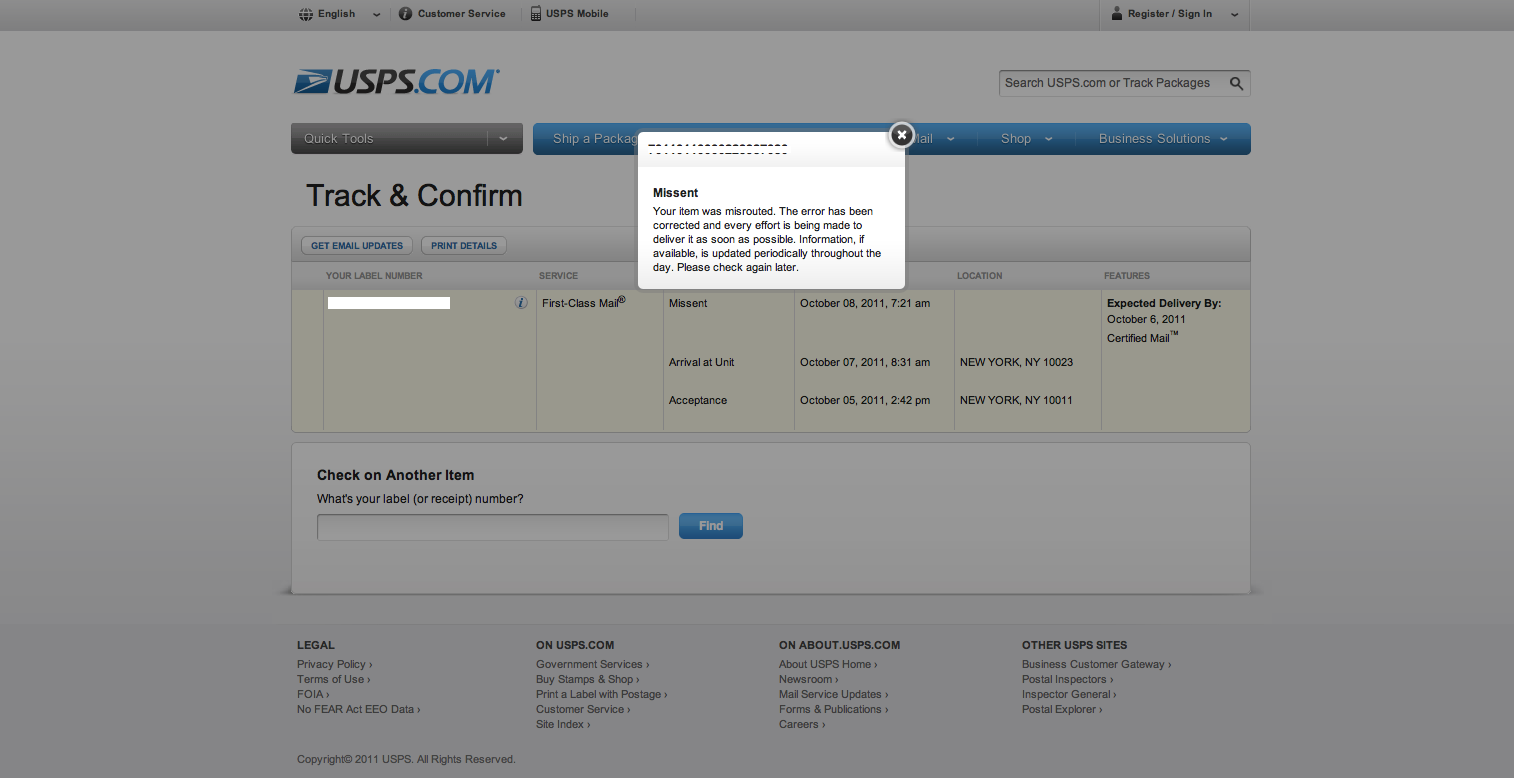 English Customer Service USPS Mobile Register / Sign In
USPS.COM
Search USPS.com or Track Packages
Quick Tools Ship a Mail Shop Business Solutions
Track & Confirm
Missent
Your item was misrouted. The error has been
corrected and every effort is being made to
deliver it as soon as possible. Information, if
available, is updated periodically throughout the
day. Please check again later.
GET EMAIL UPDATES PRINT DETAILS
YOUR LABEL NUMBER SERVICE LOCATION FEATURES
First-Class Mail® Missent October 08, 2011, 7:21 am Expected Delivery By:
October 6, 2011
Certified Mail™
Arrival at Unit October 07, 2011, 8:31 am NEW YORK, NY 10023
Acceptance October 05, 2011, 2:42 pm NEW YORK, NY 10011
Check on Another Item
What's your label (or receipt) number?
Find
LEGAL ON USPS.COM ON ABOUT.USPS.COM OTHER USPS SITES
Privacy Policy › Government Services › About USPS Home › Business Customer Gateway ›
Terms of Use › Buy Stamps & Shop › Newsroom › Postal Inspectors ›
FOIA › Print a Label with Postage › Mail Service Updates › Inspector General ›
No FEAR Act EEO Data › Customer Service › Forms & Publications › Postal Explorer ›
Site Index › Careers ›
Copyright© 2011 USPS. All Rights Reserved.